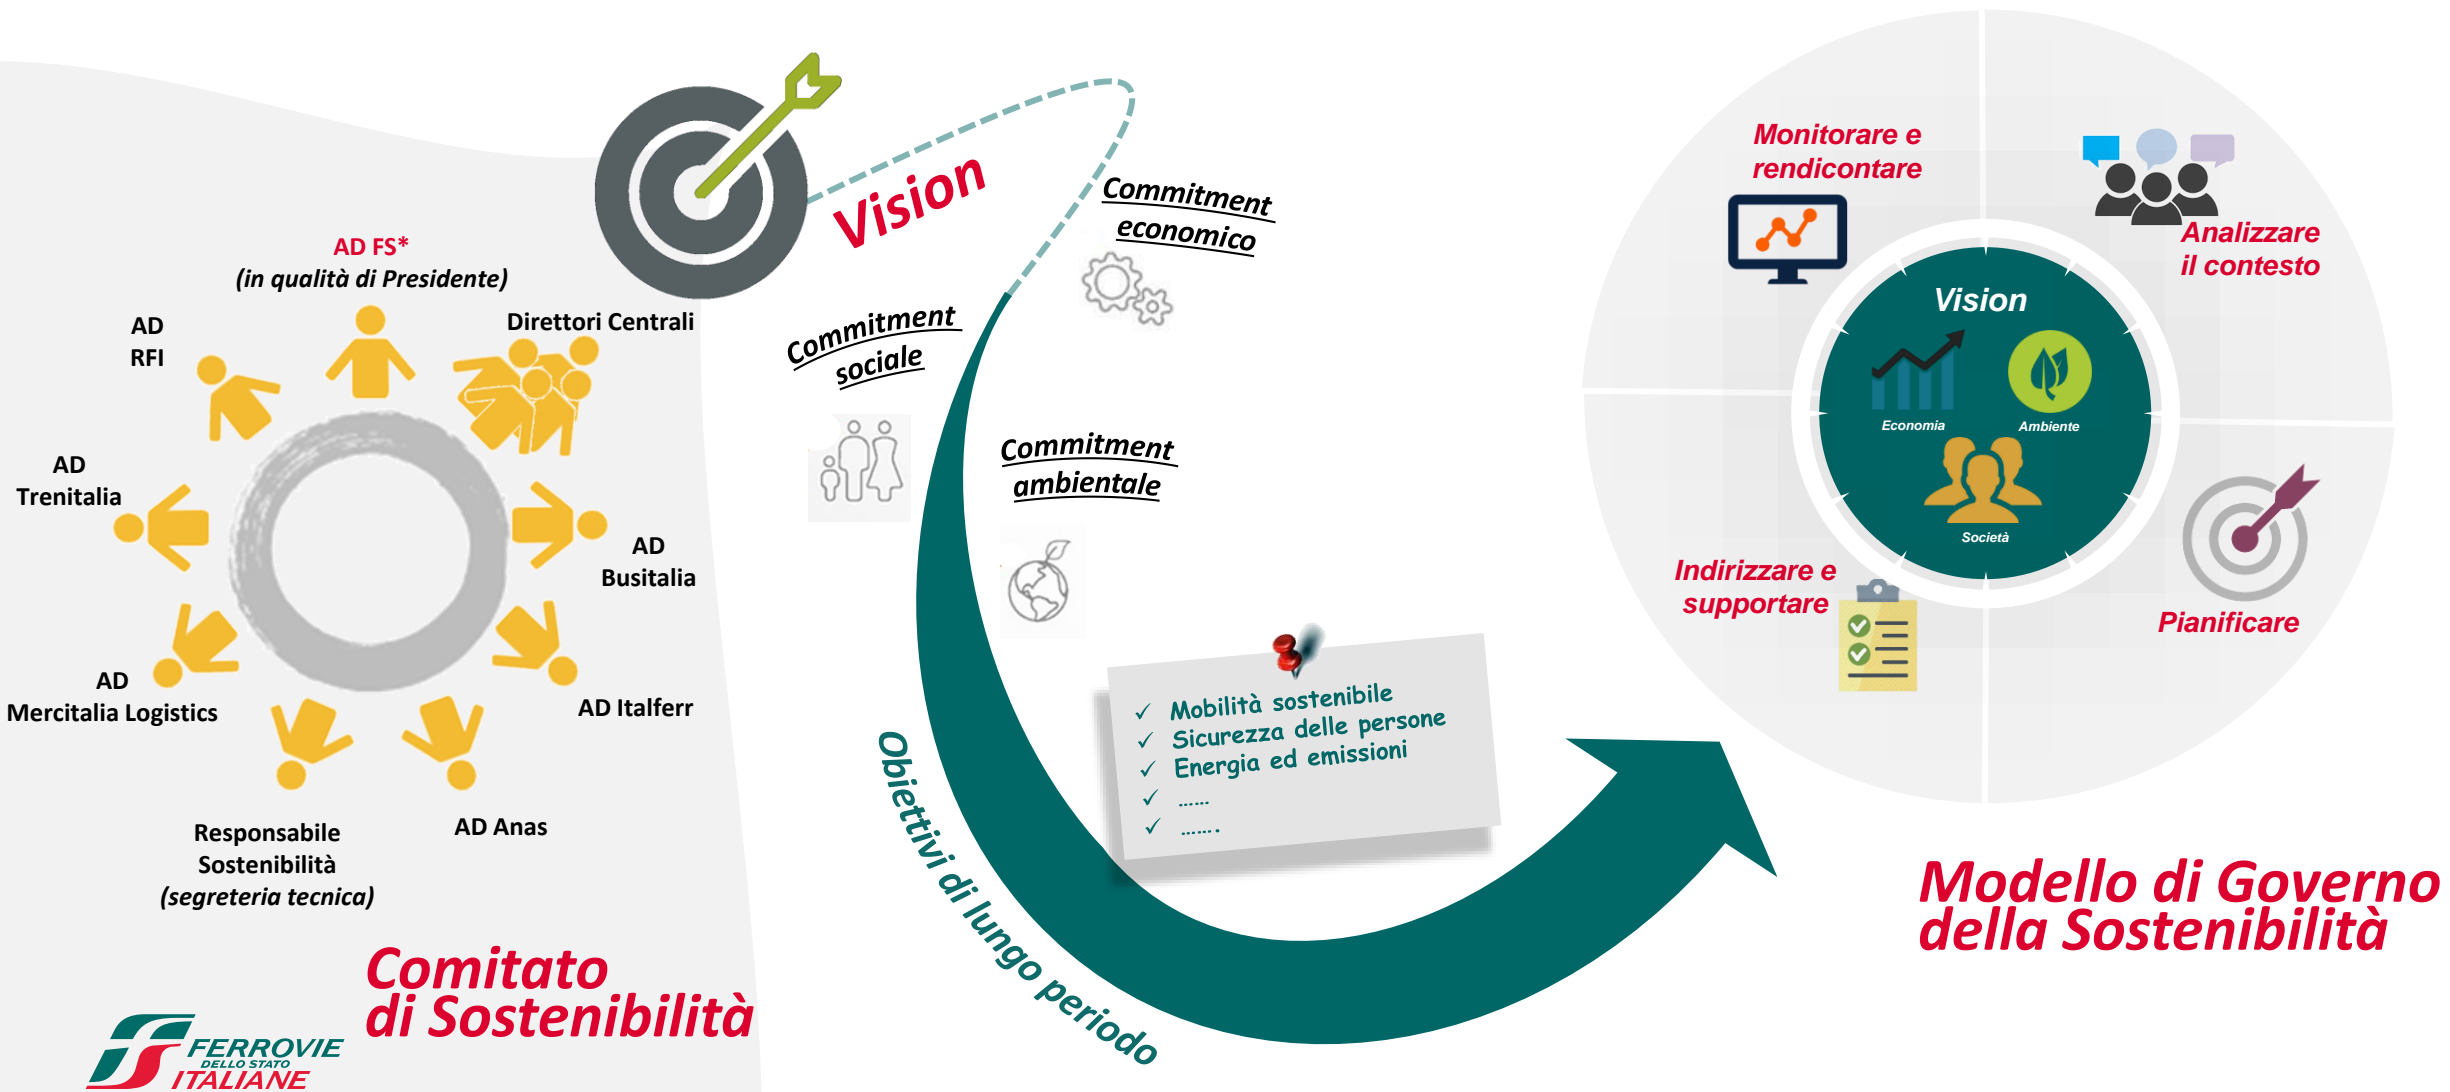 AD FS*
(in qualità di Presidente)
AD
RFI
Direttori Centrali
AD
Trenitalia
AD
Busitalia
AD
Mercitalia Logistics
AD Italferr
Responsabile
Sostenibilità
(segreteria tecnica)
AD Anas
Comitato
di Sostenibilità
FERROVIE
DELLO STATO
ITALIANE
Vision
Commitment
economico
Commitment
sociale
Commitment
ambientale
✓ Mobilità sostenibile
✓ Sicurezza delle persone
✓ Energia ed emissioni
✓ ……
✓ …….
Obiettivi di lungo periodo
Monitorare e
rendicontare
Analizzare
il contesto
Vision
Economia
Ambiente
Società
Indirizzare e
supportare
Pianificare
Modello di Governo
della Sostenibilità